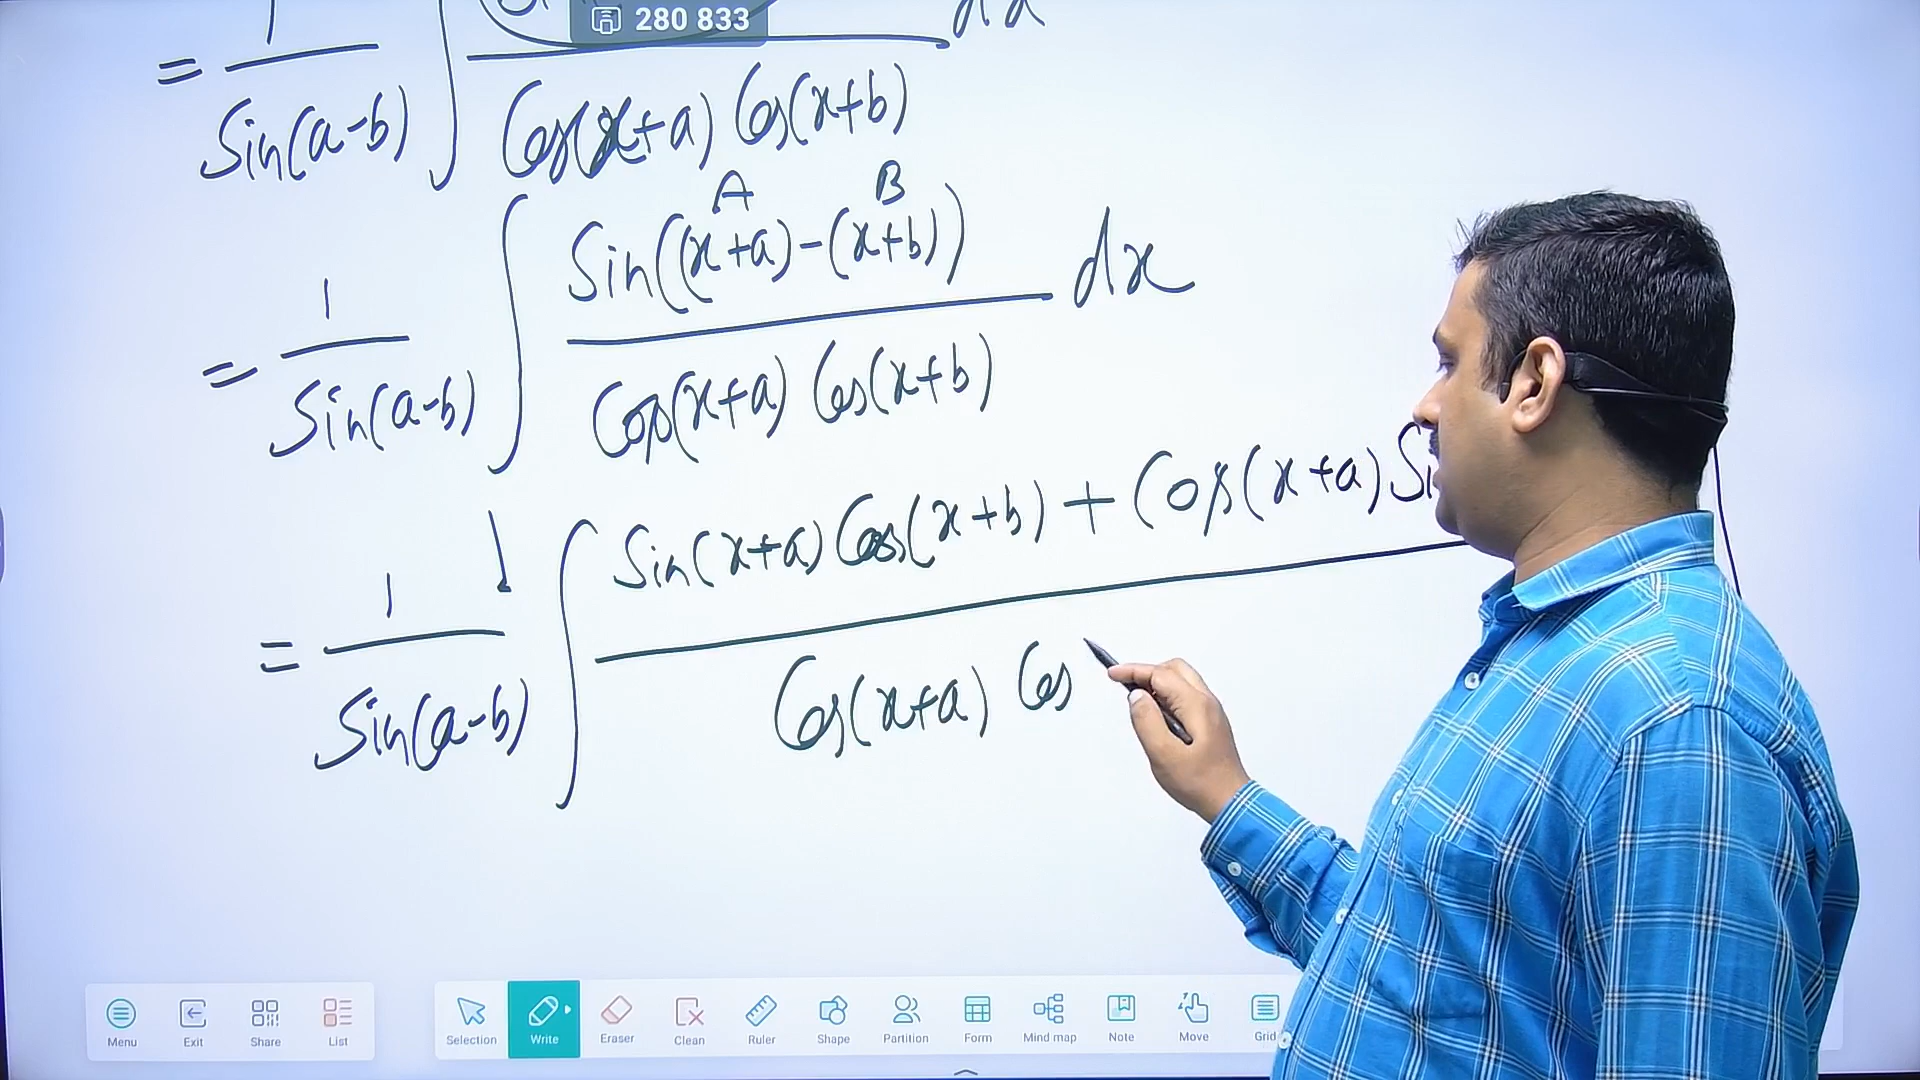 280 833
= 1/Sin(a-b) ∫ dx
Cos(x+a) Cos(x+b)
A B
= 1/Sin(a-b) ∫ Sin((x+a)-(x+b))/Cos(x+a) Cos(x+b) dx
= 1/Sin(a-b) ∫ Sin(x+a) Cos(x+b) + Cos(x+a) Si
Cos(x+a) Cos
Menu Exit Share List Selection Write Eraser Clean Ruler Shape Partition Form Mind map Note Move Grid